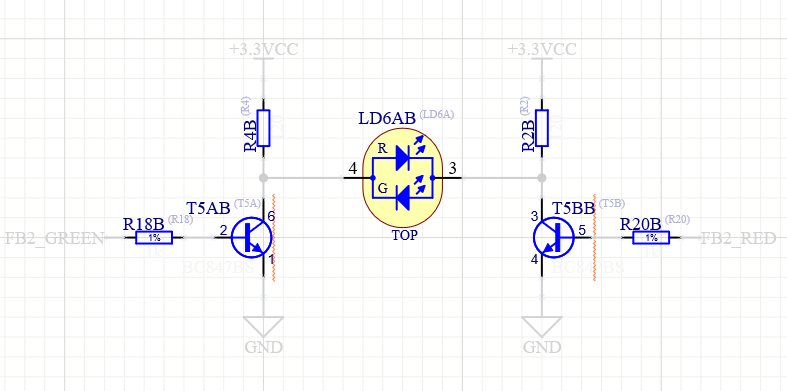 +3.3VCC
+3.3VCC
(R4)
R4B
LD6AB (LD6A)
(R2)
R2B
R
G
4
3
TOP
T5AB (T5A)
6
2
1
R18B (R18)
1%
FB2_GREEN
3
T5BB (T5B)
5
4
R20B (R20)
1%
FB2_RED
GND
GND